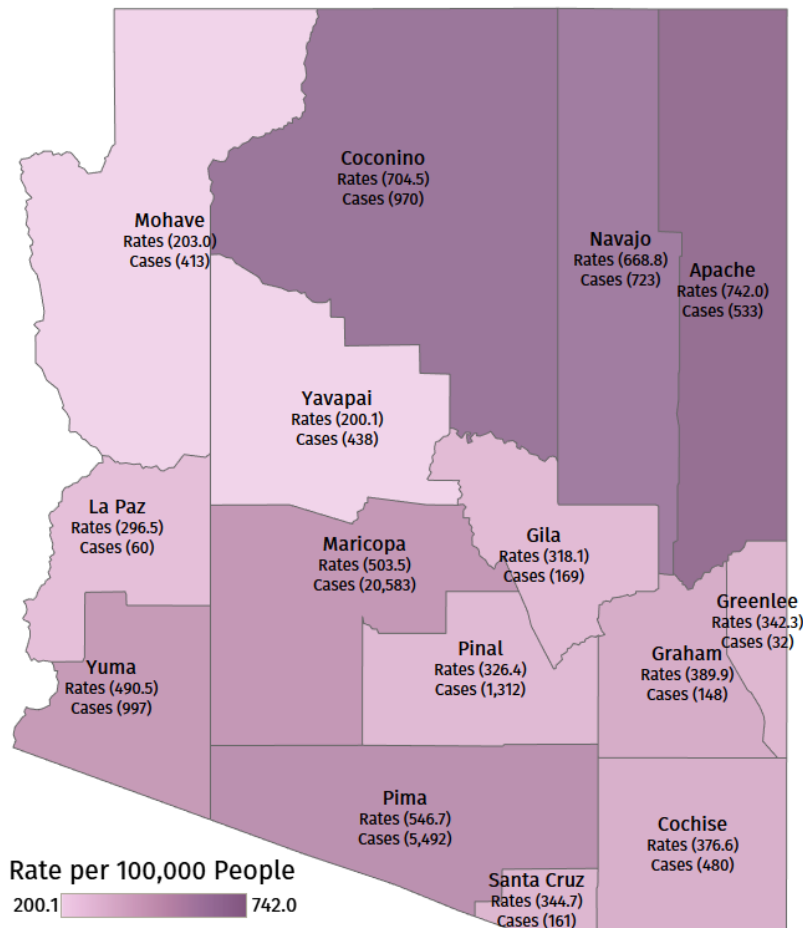 Coconino
Rates (704.5)
Cases (970)
Mohave
Rates (203.0)
Cases (413)
Navajo
Rates (668.8)
Cases (723)
Apache
Rates (742.0)
Cases (533)
Yavapai
Rates (200.1)
Cases (438)
La Paz
Rates (296.5)
Cases (60)
Maricopa
Rates (503.5)
Cases (20,583)
Gila
Rates (318.1)
Cases (169)
Greenlee
Rates (342.3)
Cases (32)
Yuma
Rates (490.5)
Cases (997)
Pinal
Rates (326.4)
Cases (1,312)
Graham
Rates (389.9)
Cases (148)
Pima
Rates (546.7)
Cases (5,492)
Cochise
Rates (376.6)
Cases (480)
Santa Cruz
Rates (344.7)
Cases (161)
Rate per 100,000 People
200.1 742.0